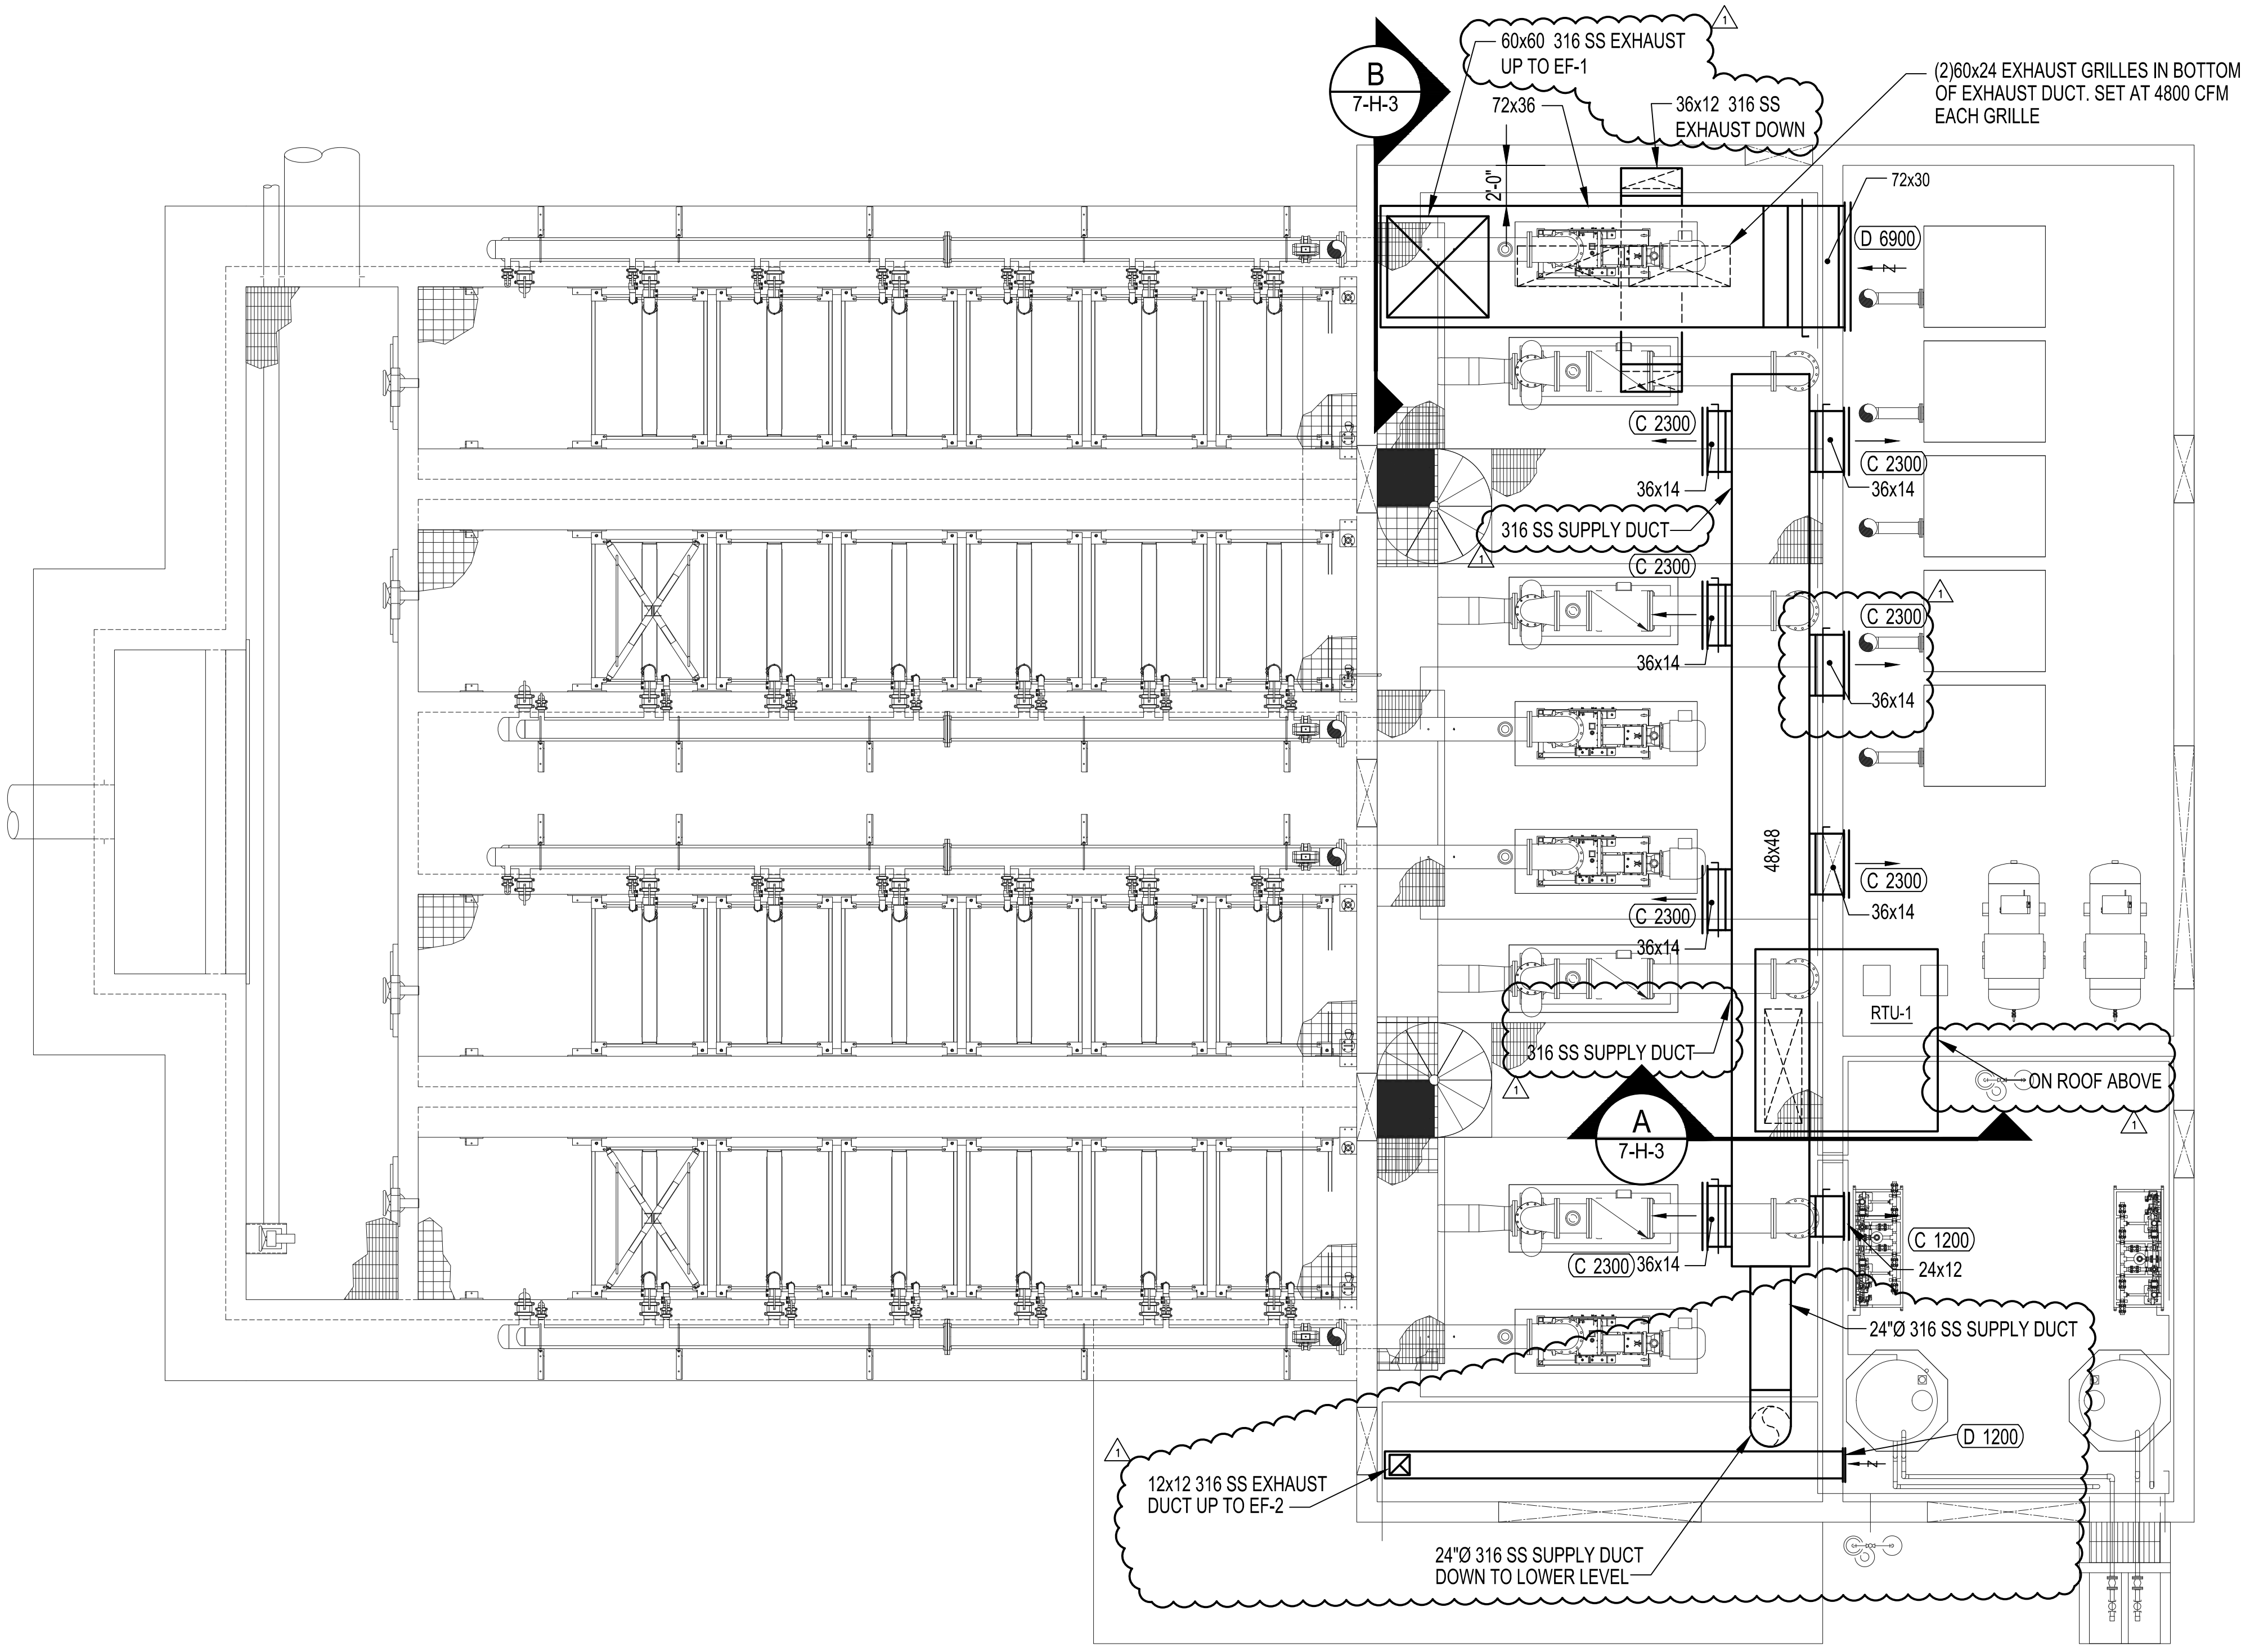 1
60x60 316 SS EXHAUST
UP TO EF-1
B
7-H-3
72x36
36x12 316 SS
EXHAUST DOWN
(2)60x24 EXHAUST GRILLES IN BOTTOM
OF EXHAUST DUCT. SET AT 4800 CFM
EACH GRILLE
2'-0"
72x30
D 6900
C 2300
36x14
C 2300
36x14
316 SS SUPPLY DUCT
1
C 2300
36x14
1
C 2300
36x14
48x48
C 2300
36x14
C 2300
36x14
RTU-1
316 SS SUPPLY DUCT
1
ON ROOF ABOVE
1
A
7-H-3
C 2300
36x14
C 1200
24x12
24"Ø 316 SS SUPPLY DUCT
D 1200
1
12x12 316 SS EXHAUST
DUCT UP TO EF-2
24"Ø 316 SS SUPPLY DUCT
DOWN TO LOWER LEVEL